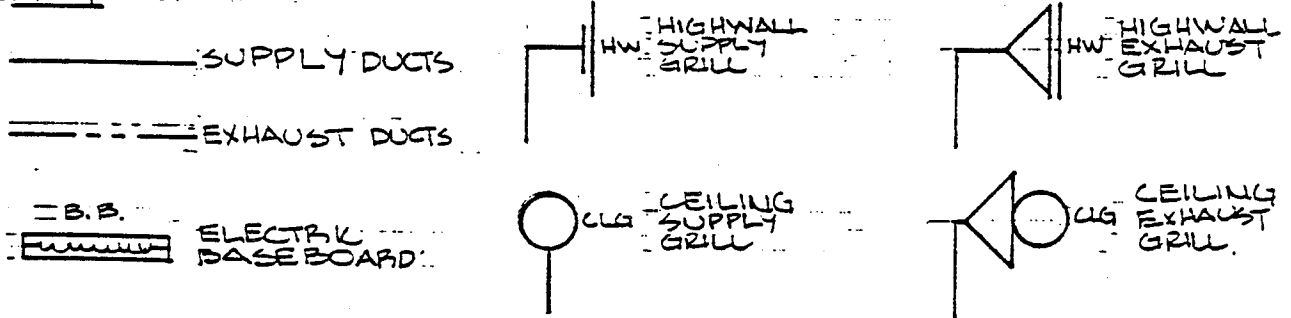 SUPPLY DUCTS
EXHAUST DUCTS
E.B.B.
ELECTRIC
BASEBOARD
HW
HIGHWALL
SUPPLY
GRILL
CLG
CEILING
SUPPLY
GRILL
HW
HIGHWALL
EXHAUST
GRILL
CLG
CEILING
EXHAUST
GRILL.